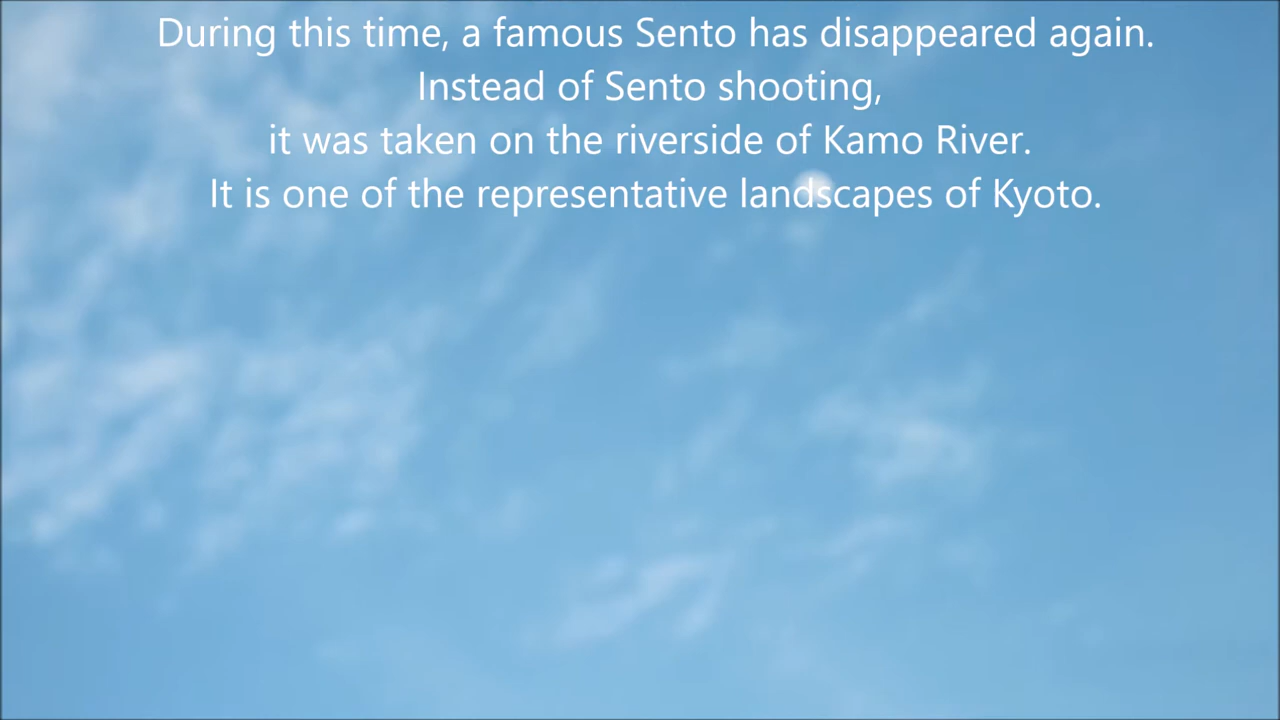 During this time, a famous Sento has disappeared again.
Instead of Sento shooting,
it was taken on the riverside of Kamo River.
It is one of the representative landscapes of Kyoto.